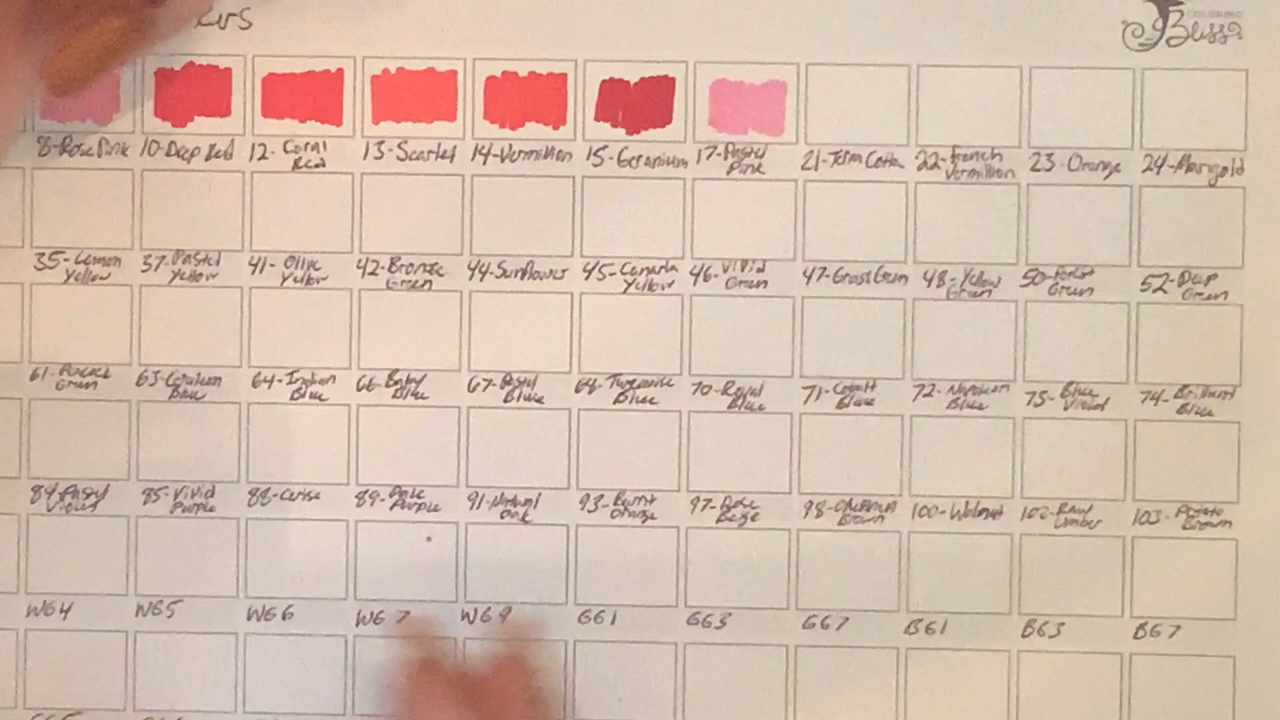 COLORING
Bliss
8-Rose Pink 10-Deep Red 12-Coral Red 13-Scarlet 14-Vermillion 15-Geranium 17-Pastel Pink 21-Terra Cotta 22-French Vermillion 23-Orange 24-Marigold
35-Lemon Yellow 37-Pastel Yellow 41-Olive Yellow 42-Bronze Green 44-Sunflower 45-Canaria Yellow 46-Vivid Green 47-Grass Green 48-Yellow Green 50-Forest Green 52-Deep Green
61-Peacock Green 63-Cerulean Blue 64-Indian Blue 66-Baby Blue 67-Pastel Blue 68-Turquoise Blue 70-Royal Blue 71-Cobalt Blue 72-Napoleon Blue 75-Blue Violet 74-Brilliant Blue
84-Pastel Violet 85-Vivid Purple 88-Cerise 89-Pale Purple 91-Natural Oak 93-Burnt Orange 97-Rose Beige 98-Chestnut Brown 100-Walnut 102-Raw Umber 103-Potato Brown
WG4 WG5 WG6 WG7 WG9 GG1 GG3 GG7 BG1 BG3 BG7